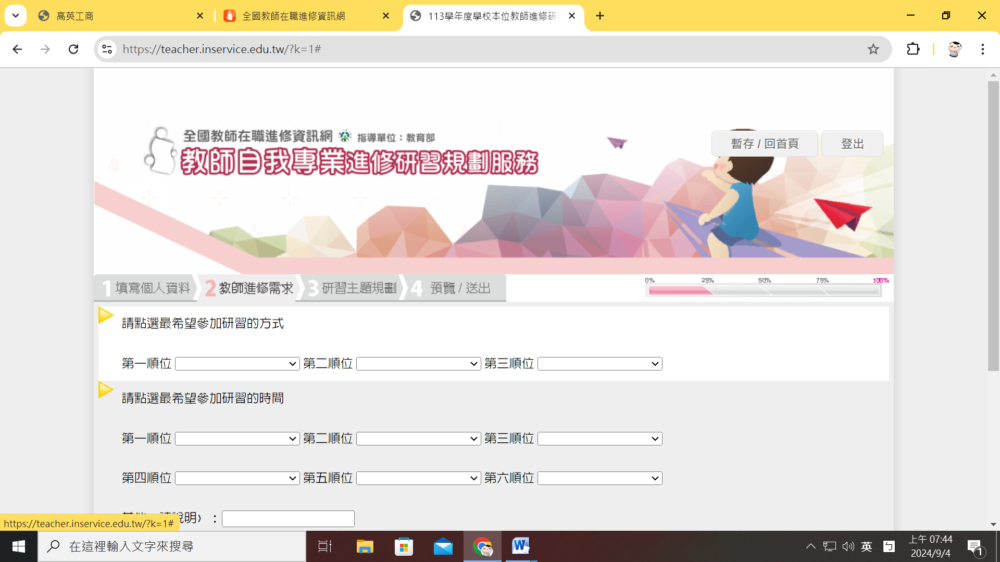 高英工商
全國教師在職進修資訊網
113學年度學校本位教師進修研
https://teacher.inservice.edu.tw/?k=1#
全國教師在職進修資訊網 指導單位：教育部
教師自我專業進修研習規劃服務
暫存 / 回首頁
登出
1 填寫個人資料 2 教師進修需求 3 研習主題規劃 4 預覽 / 送出
0% 25% 50% 75% 100%
請點選最希望參加研習的方式
第一順位 第二順位 第三順位
請點選最希望參加研習的時間
第一順位 第二順位 第三順位
第四順位 第五順位 第六順位
說明）：
https://teacher.inservice.edu.tw/?k=1#
在這裡輸入文字來搜尋
英
上午 07:44
2024/9/4
1